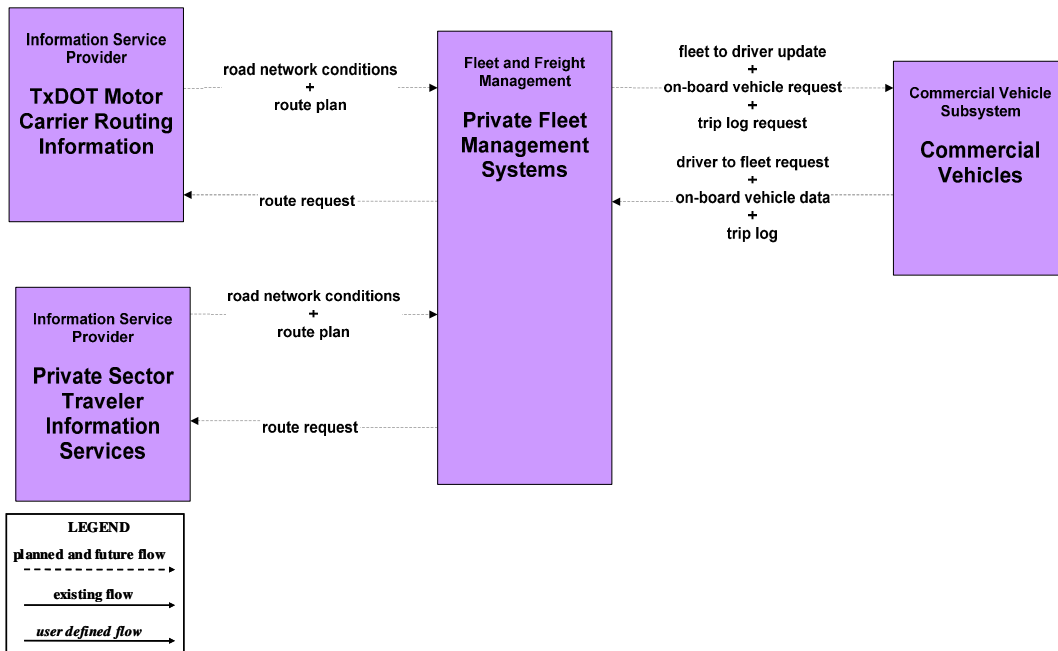 Information Service
Provider
TxDOT Motor
Carrier Routing
Information
road network conditions
+
route plan
route request
Fleet and Freight
Management
Private Fleet
Management
Systems
fleet to driver update
+
on-board vehicle request
+
trip log request
driver to fleet request
+
on-board vehicle data
+
trip log
Commercial Vehicle
Subsystem
Commercial
Vehicles
Information Service
Provider
Private Sector
Traveler
Information
Services
road network conditions
+
route plan
route request
LEGEND
planned and future flow
existing flow
user defined flow